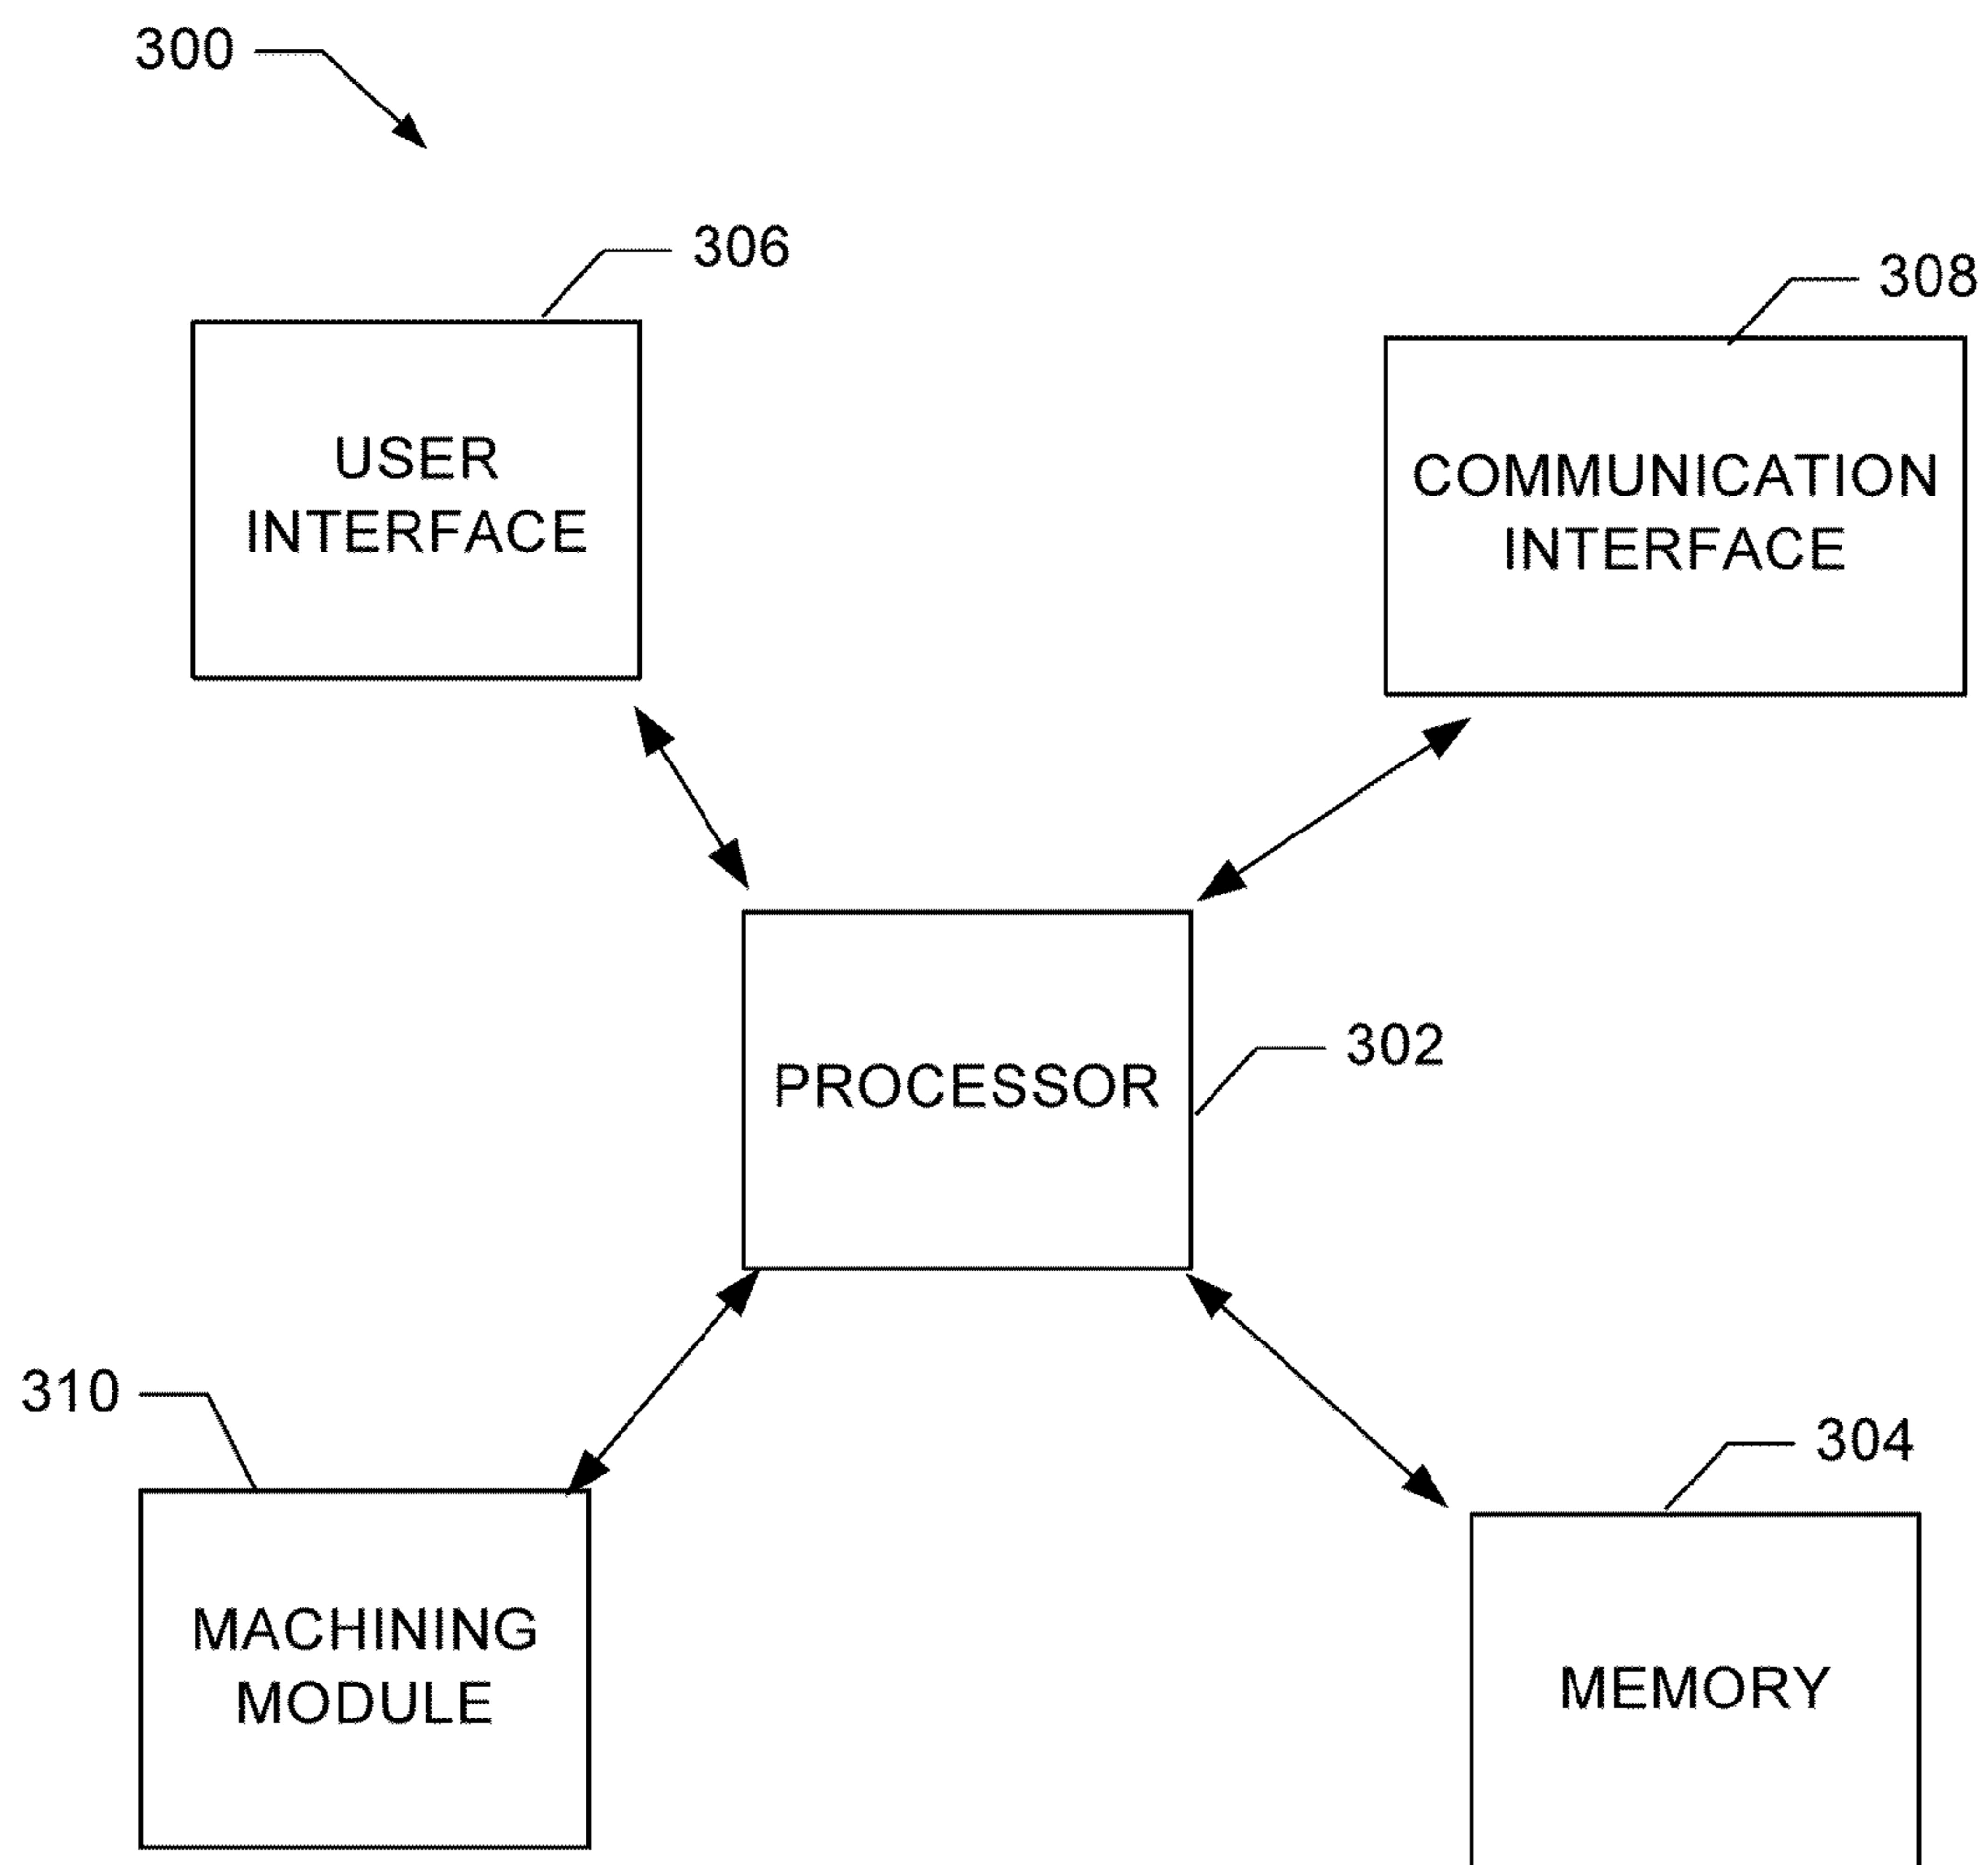 300
306
308
USER
INTERFACE
COMMUNICATION
INTERFACE
PROCESSOR
302
310
304
MACHINING
MODULE
MEMORY